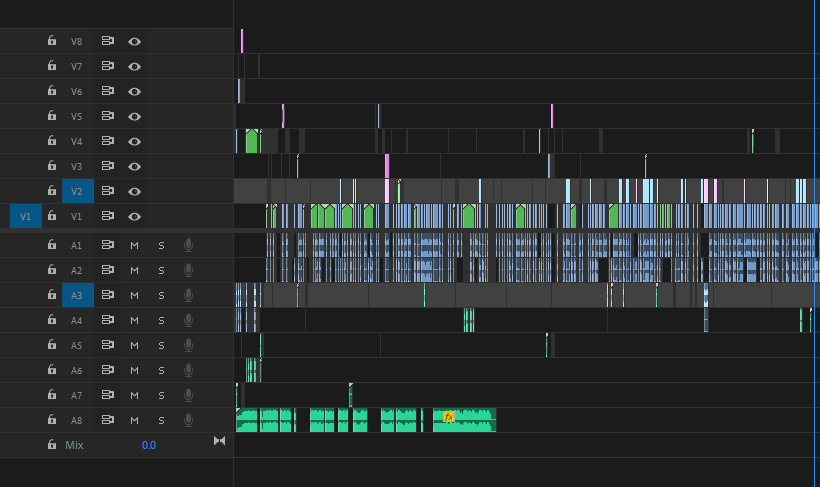 V8
V7
V6
V5
V4
V3
V2
V1 V1
A1 M S
A2 M S
A3 M S
A4 M S
A5 M S
A6 M S
A7 M S
A8 M S fx
Mix 0.0